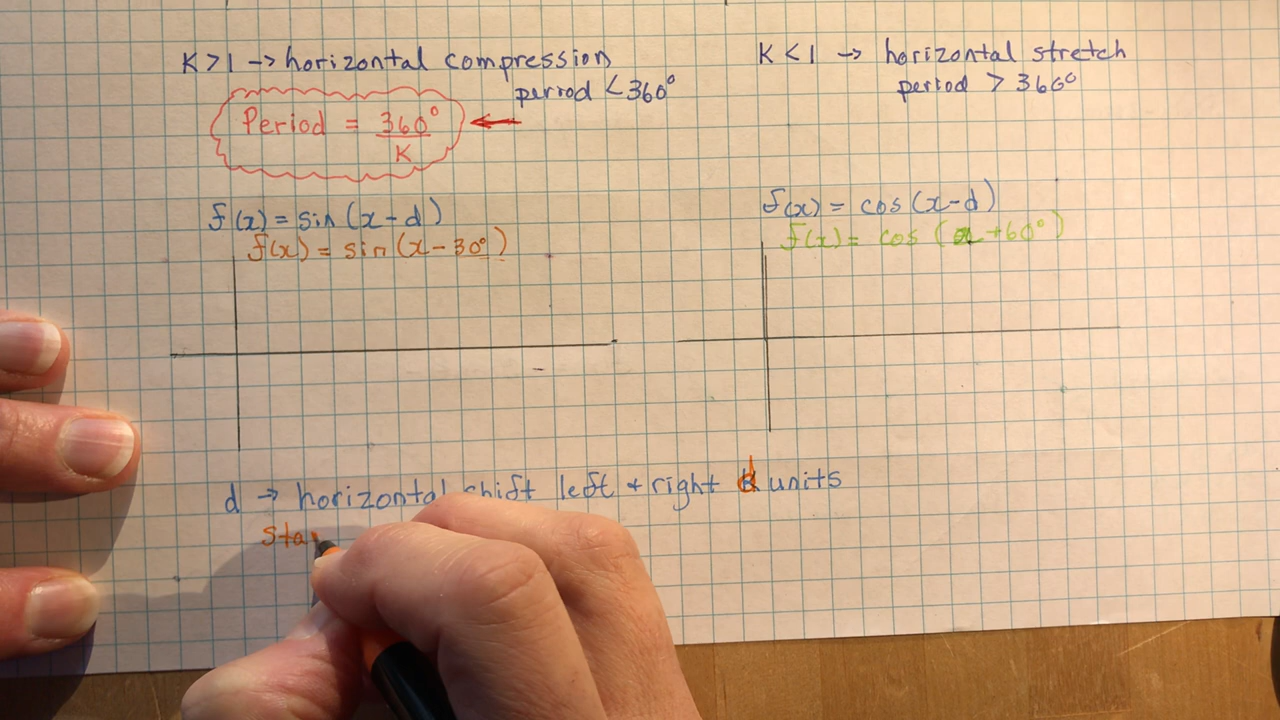 K > 1 → horizontal compression
period < 360°
Period = 360°
K
K < 1 → horizontal stretch
period > 360°
f(x) = sin (x - d)
f(x) = sin (x - 30°)
f(x) = cos (x-d)
f(x) = cos (x +60°)
d → horizontal shift left + right d units
sta